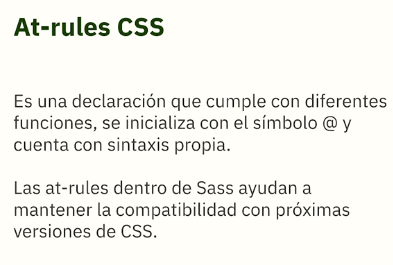 At-rules CSS
Es una declaración que cumple con diferentes
funciones, se inicializa con el símbolo @ y
cuenta con sintaxis propia.
Las at-rules dentro de Sass ayudan a
mantener la compatibilidad con próximas
versiones de CSS.